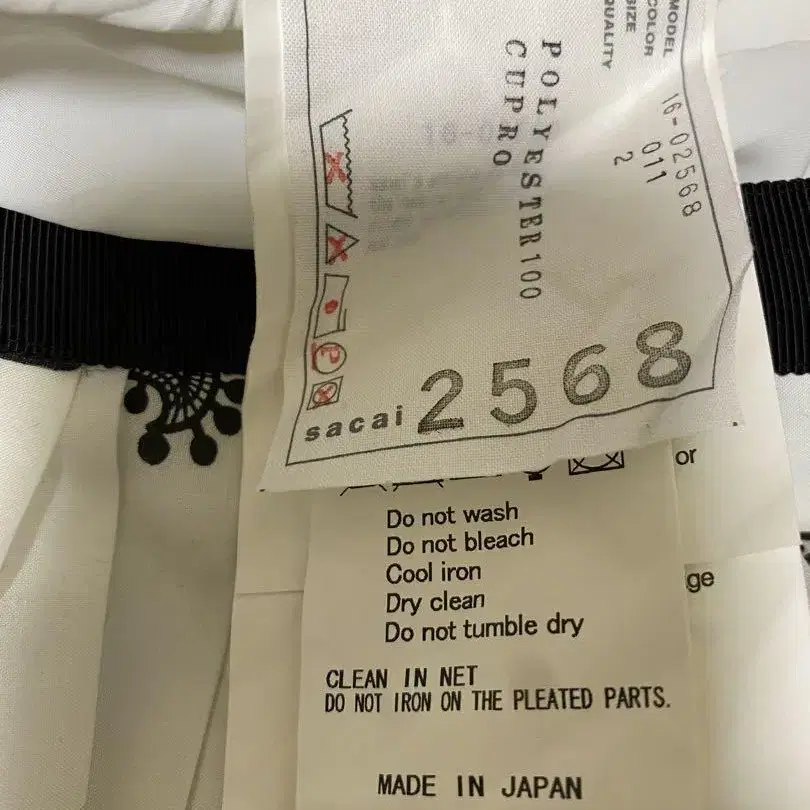 MODEL 16-02568
COLOR 011
SIZE 2
QUALITY
POLYESTER100
CUPRO
sacai 2568
or
Do not wash
Do not bleach
Cool iron
ge
Dry clean
Do not tumble dry
CLEAN IN NET
DO NOT IRON ON THE PLEATED PARTS.
MADE IN JAPAN